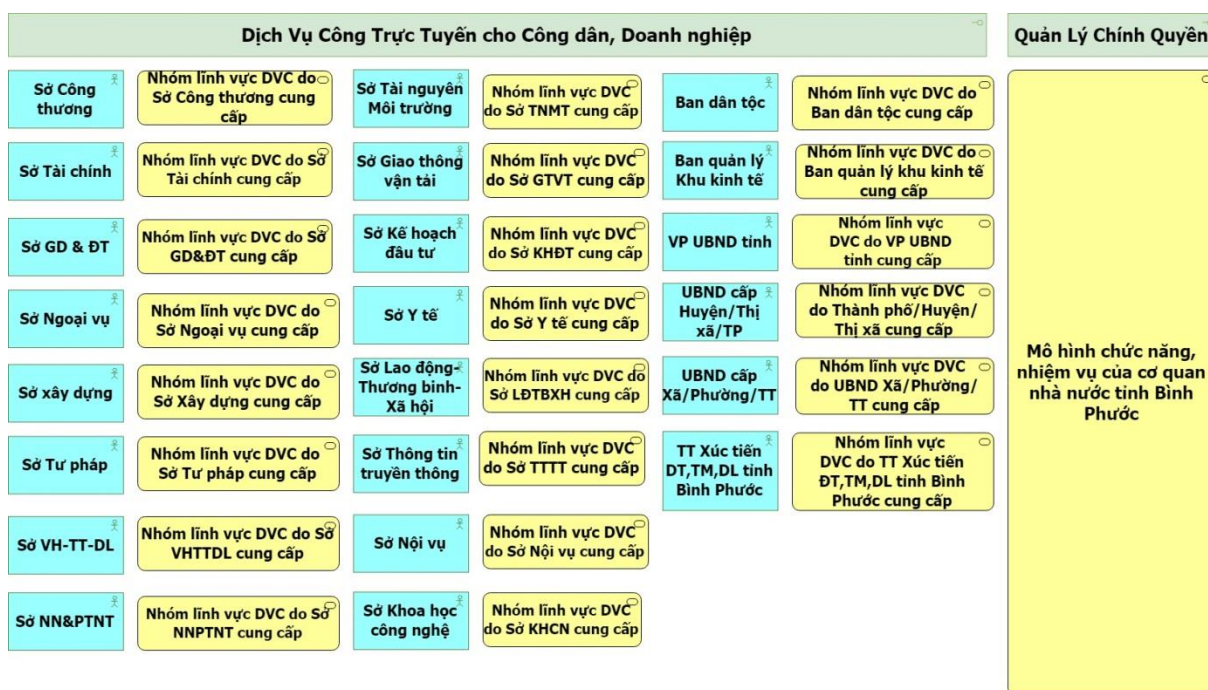 Dịch Vụ Công Trực Tuyến cho Công dân, Doanh nghiệp
Quản Lý Chính Quyền
Sở Công
thương
Nhóm lĩnh vực DVC do
Sở Công thương cung
cấp
Sở Tài nguyên
Môi trường
Nhóm lĩnh vực DVC
do Sở TNMT cung cấp
Ban dân tộc
Nhóm lĩnh vực DVC do
Ban dân tộc cung cấp
Sở Tài chính
Nhóm lĩnh vực DVC do Sở
Tài chính cung cấp
Sở Giao thông
vận tải
Nhóm lĩnh vực DVC
do Sở GTVT cung cấp
Ban quản lý
Khu kinh tế
Nhóm lĩnh vực DVC do
Ban quản lý khu kinh tế
cung cấp
Sở GD & ĐT
Nhóm lĩnh vực DVC do Sở
GD&ĐT cung cấp
Sở Kế hoạch
đầu tư
Nhóm lĩnh vực DVC
do Sở KHĐT cung cấp
VP UBND tỉnh
Nhóm lĩnh vực
DVC do VP UBND
tỉnh cung cấp
Sở Ngoại vụ
Nhóm lĩnh vực DVC do
Sở Ngoại vụ cung cấp
Sở Y tế
Nhóm lĩnh vực DVC
do Sở Y tế cung cấp
UBND cấp
Huyện/Thị
xã/TP
Nhóm lĩnh vực DVC
do Thành phố/Huyện/
Thị xã cung cấp
Sở xây dựng
Nhóm lĩnh vực DVC do
Sở Xây dựng cung cấp
Sở Lao động-
Thương binh-
Xã hội
Nhóm lĩnh vực DVC do
Sở LĐTBXH cung cấp
UBND cấp
Xã/Phường/TT
Nhóm lĩnh vực DVC
do UBND Xã/Phường/
TT cung cấp
Sở Tư pháp
Nhóm lĩnh vực DVC do
Sở Tư pháp cung cấp
Sở Thông tin
truyền thông
Nhóm lĩnh vực DVC
do Sở TTTT cung cấp
TT Xúc tiến
DT,TM,DL tỉnh
Bình Phước
Nhóm lĩnh vực
DVC do TT Xúc tiến
ĐT,TM,DL tỉnh Bình
Phước cung cấp
Sở VH-TT-DL
Nhóm lĩnh vực DVC do Sở
VHTTDL cung cấp
Sở Nội vụ
Nhóm lĩnh vực DVC
do Sở Nội vụ cung cấp
Sở NN&PTNT
Nhóm lĩnh vực DVC do Sở
NNPTNT cung cấp
Sở Khoa học
công nghệ
Nhóm lĩnh vực DVC
do Sở KHCN cung cấp
Mô hình chức năng,
nhiệm vụ của cơ quan
nhà nước tỉnh Bình
Phước